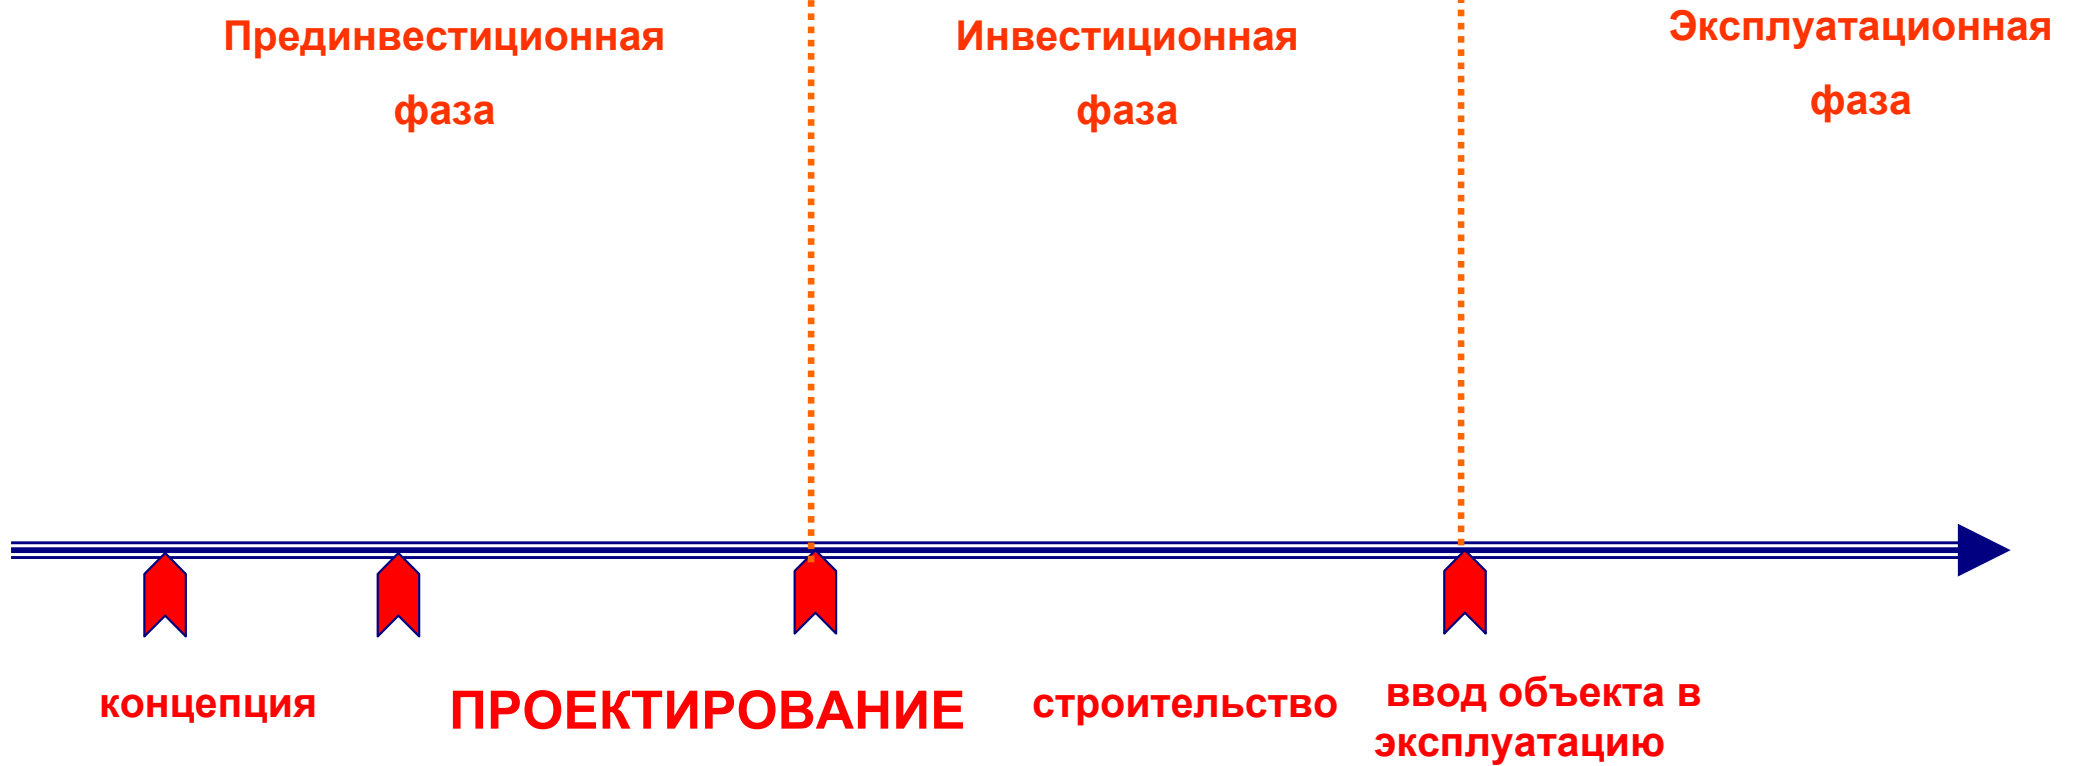 Прединвестиционная
фаза
Инвестиционная
фаза
Эксплуатационная
фаза
концепция
ПРОЕКТИРОВАНИЕ
строительство
ввод объекта в
эксплуатацию